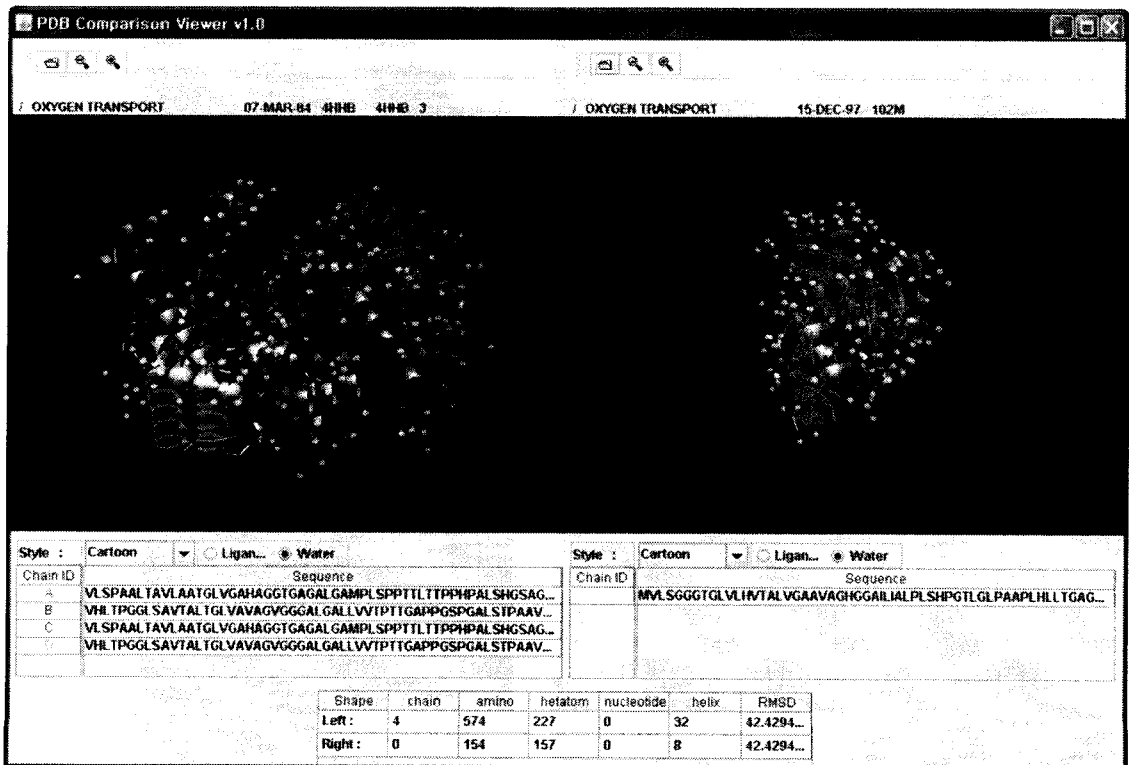 PDB Comparison Viewer v1.0
/ OXYGEN TRANSPORT 07-MAR-84 4HHB 4HHB 3
/ OXYGEN TRANSPORT 15-DEC-97 102M
Style : Cartoon Ligan... Water
Chain ID Sequence
A VLSPAALTAVLAATGLVGAHAGGTGAGALGAMPLSPPTTLTTPPHPALSHGSAG...
B VHLTPGGLSAVTALTGLVAVAGVGGGALGALLVVTPTTGAPPGSPGALSTPAAV...
C VLSPAALTAVLAATGLVGAHAGGTGAGALGAMPLSPPTTLTTPPHPALSHGSAG...
VHLTPGGLSAVTALTGLVAVAGVGGGALGALLVVTPTTGAPPGSPGALSTPAAV...
Style : Cartoon Ligan... Water
Chain ID Sequence
MVLSGGGTGLVLHVTALVGAAVAGHGGAILIALPLSHPGTLGLPAAPLHLLTGAG...
Shape chain amino hetatom nucleotide helix RMSD
Left : 4 574 227 0 32 42.4294...
Right : 0 154 157 0 8 42.4294...